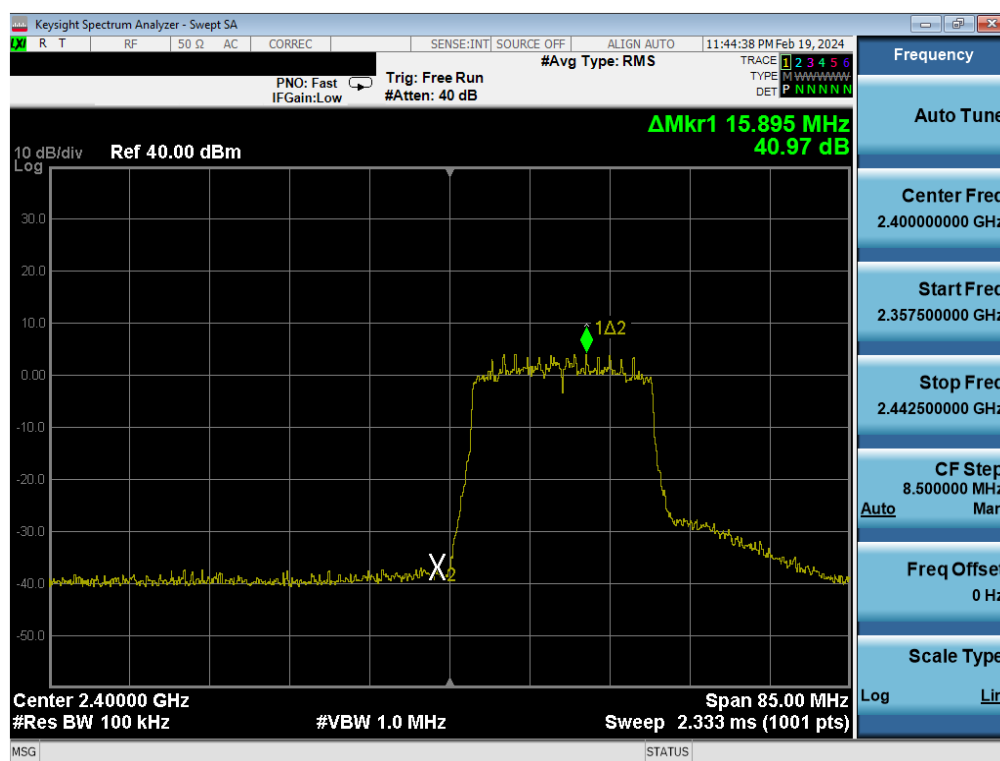 Keysight Spectrum Analyzer - Swept SA
LXI R T RF 50 Ω AC CORREC SENSE:INT SOURCE OFF ALIGN AUTO 11:44:38 PM Feb 19, 2024
#Avg Type: RMS
TRACE 1 2 3 4 5 6
PNO: Fast Trig: Free Run
TYPE M W W W W W
IFGain:Low #Atten: 40 dB
DET P N N N N N
ΔMkr1 15.895 MHz
40.97 dB
10 dB/div Ref 40.00 dBm
Log
30.0
20.0
10.0
1Δ2
0.00
-10.0
-20.0
-30.0
X2
-40.0
-50.0
Center 2.40000 GHz Span 85.00 MHz
#Res BW 100 kHz #VBW 1.0 MHz Sweep 2.333 ms (1001 pts)
MSG STATUS
Frequency
Auto Tune
Center Freq
2.400000000 GHz
Start Freq
2.357500000 GHz
Stop Freq
2.442500000 GHz
CF Step
8.500000 MHz
Auto Man
Freq Offset
0 Hz
Scale Type
Log Lin